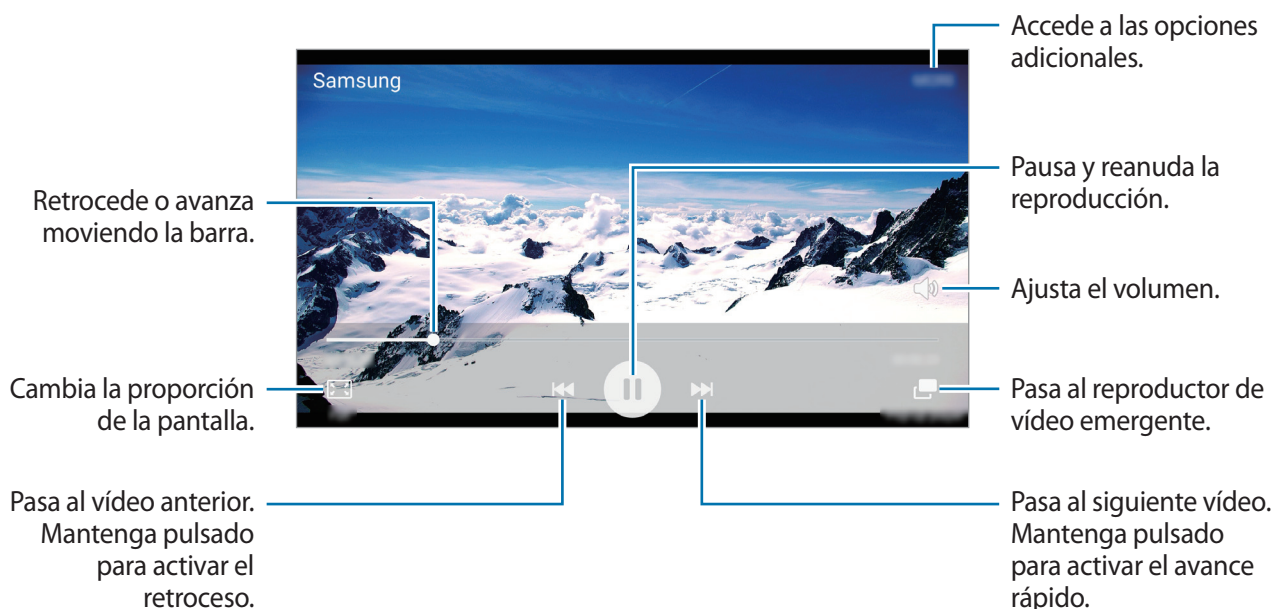 Accede a las opciones
adicionales.
Samsung
Pausa y reanuda la
reproducción.
Retrocede o avanza
moviendo la barra.
Ajusta el volumen.
Cambia la proporción
de la pantalla.
Pasa al reproductor de
vídeo emergente.
Pasa al vídeo anterior.
Mantenga pulsado
para activar el
retroceso.
Pasa al siguiente vídeo.
Mantenga pulsado
para activar el avance
rápido.